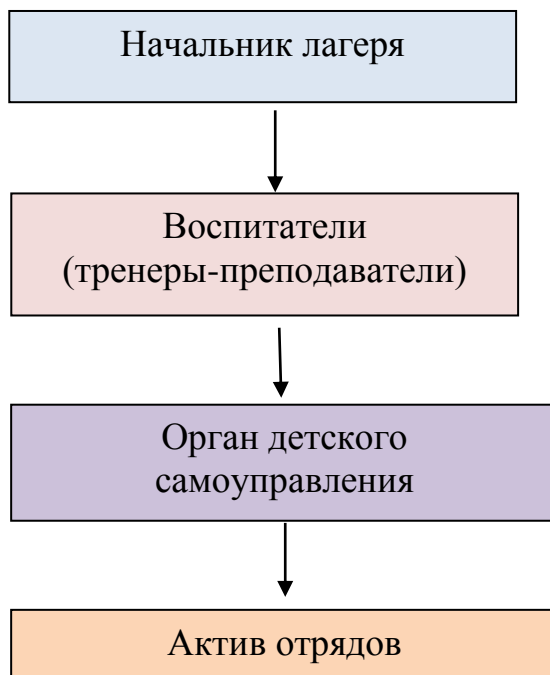 Начальник лагеря
Воспитатели
(тренеры-преподаватели)
Орган детского
самоуправления
Актив отрядов